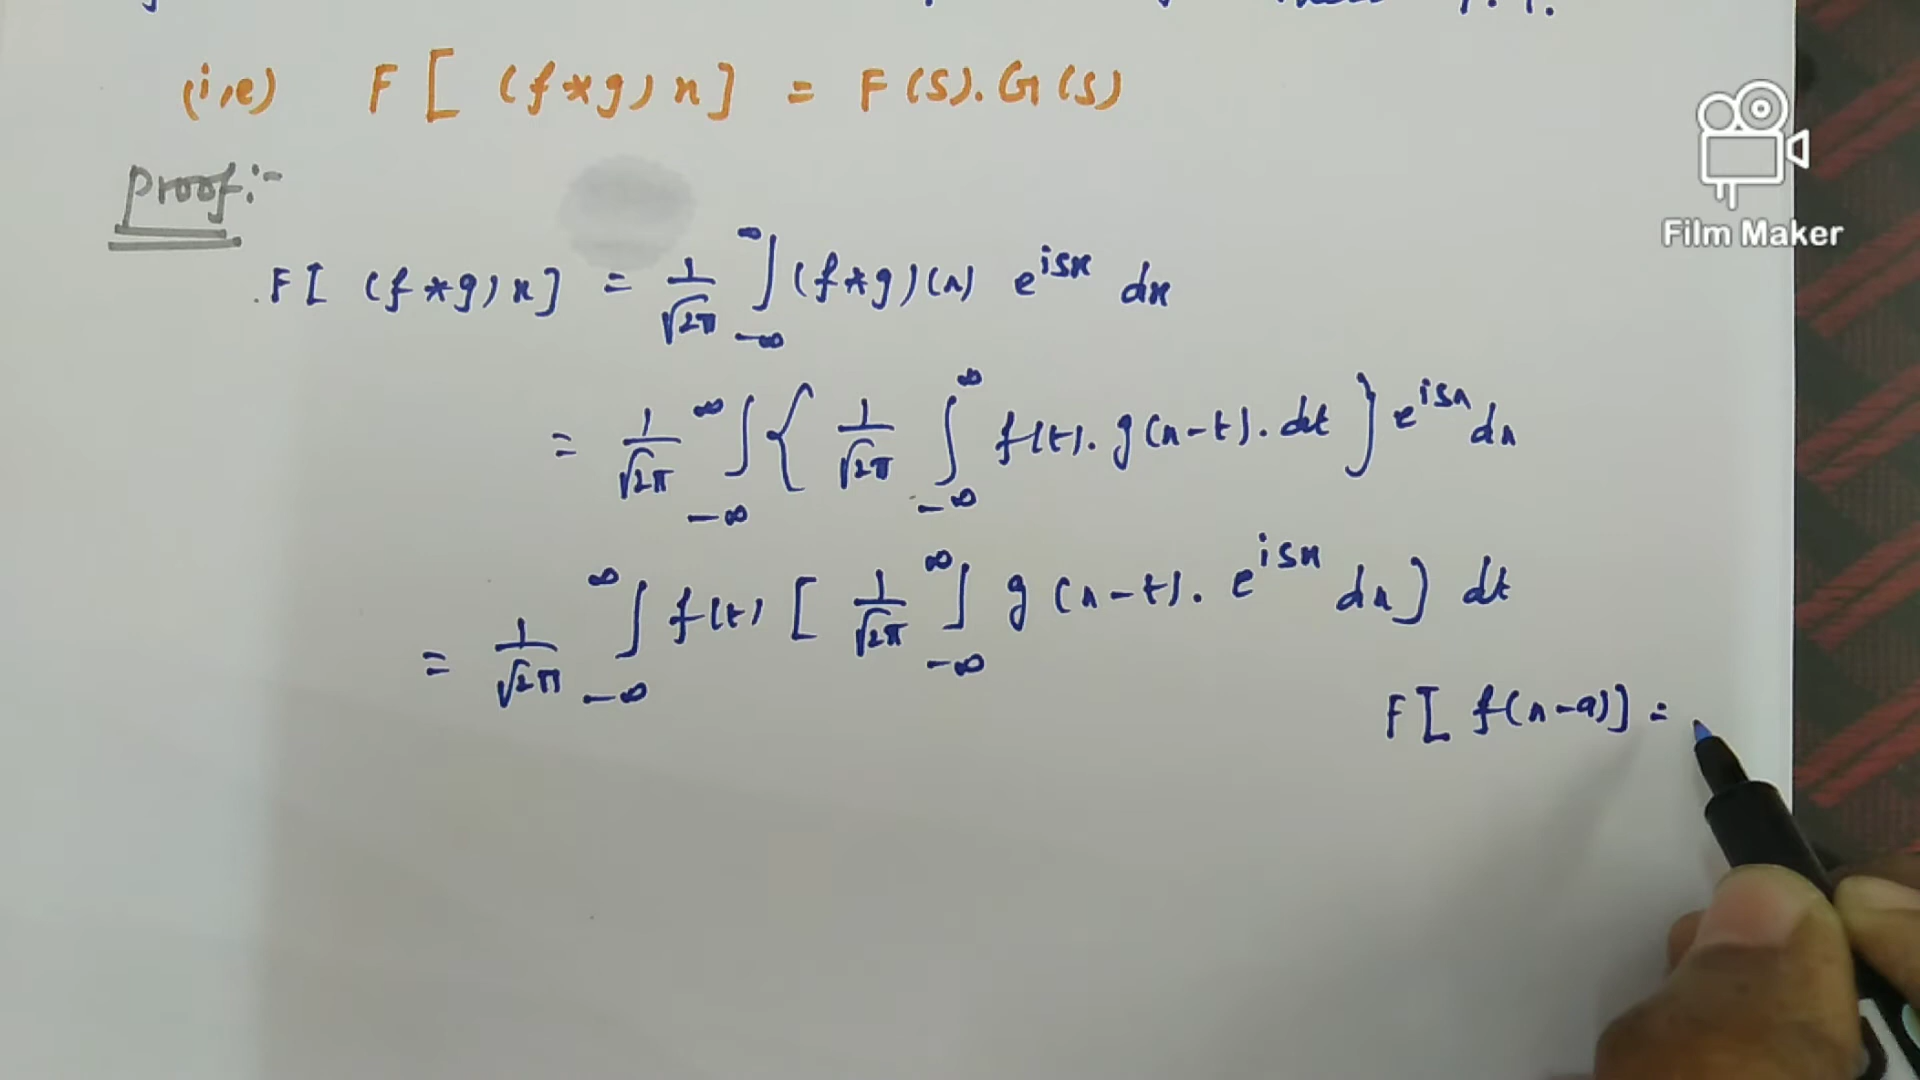 (i,e) F [ (f*g) x ] = F(S). G(S)
Proof:-
F[ (f*g) x ] = 1/√2π ∫_{-∞}^{∞} (f*g)(x) e^{isx} dx
= 1/√2π ∫_{-∞}^{∞} { 1/√2π ∫_{-∞}^{∞} f(t). g(x-t). dt } e^{isx} dx
= 1/√2π ∫_{-∞}^{∞} f(t) [ 1/√2π ∫_{-∞}^{∞} g(x-t). e^{isx} dx ] dt
F[ f(x-a)] =
Film Maker